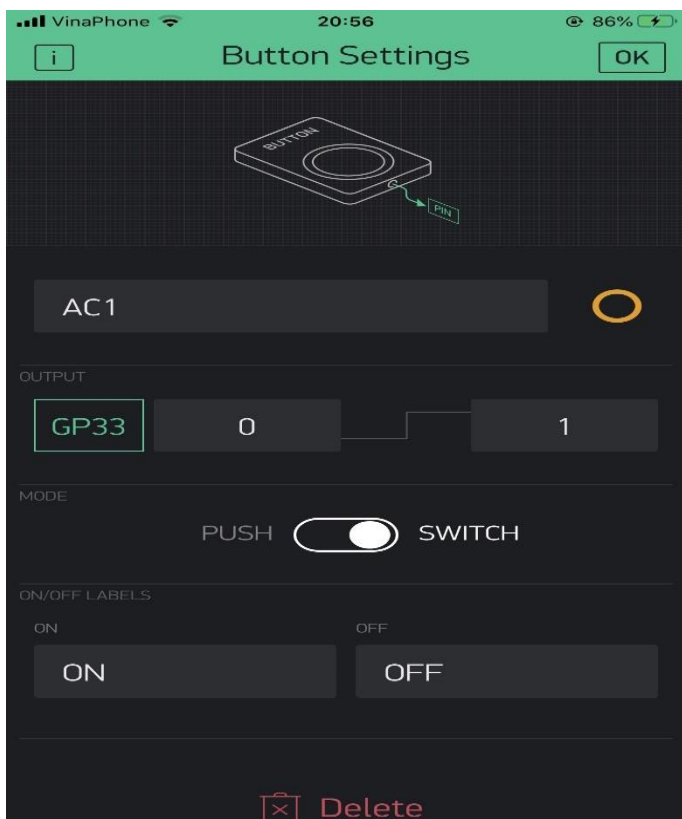 VinaPhone 20:56 86%
i Button Settings OK
BUTTON
PIN
AC1
OUTPUT
GP33 0 1
MODE
PUSH SWITCH
ON/OFF LABELS
ON OFF
ON OFF
Delete